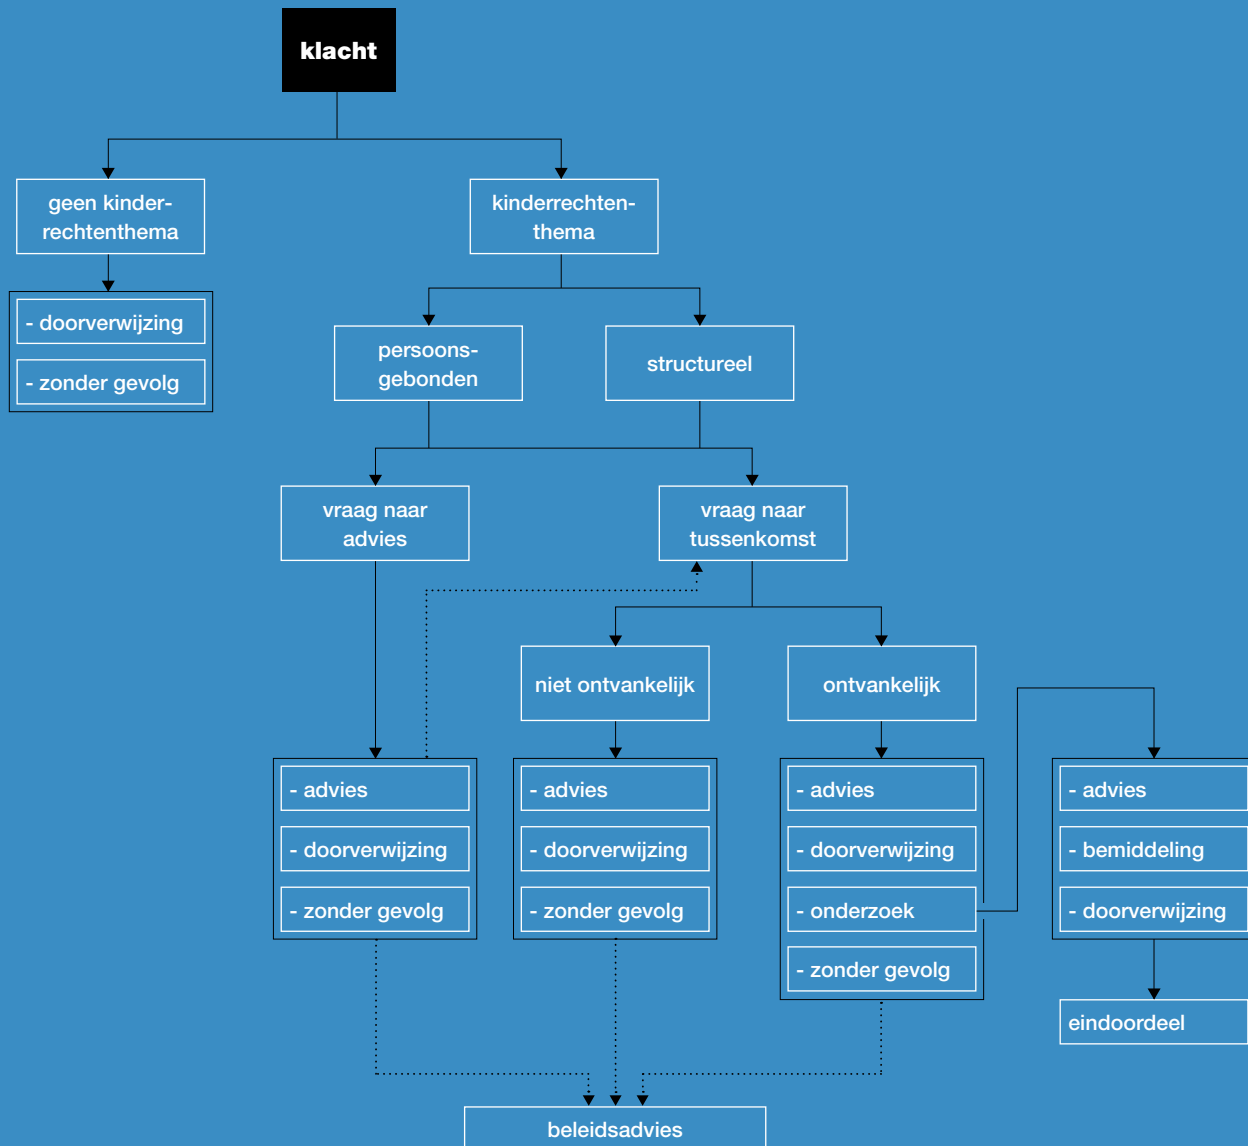 klacht
geen kinder-
rechtenthema
kinderrechten-
thema
- doorverwijzing
- zonder gevolg
persoons-
gebonden
structureel
vraag naar
advies
vraag naar
tussenkomst
niet ontvankelijk
ontvankelijk
- advies
- doorverwijzing
- zonder gevolg
- advies
- doorverwijzing
- zonder gevolg
- advies
- doorverwijzing
- onderzoek
- zonder gevolg
- advies
- bemiddeling
- doorverwijzing
eindoordeel
beleidsadvies